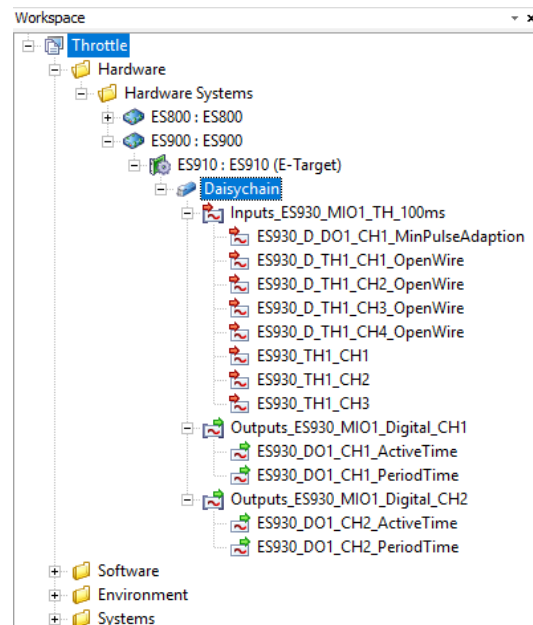 Workspace
Throttle
Hardware
Hardware Systems
ES800 : ES800
ES900 : ES900
ES910 : ES910 (E-Target)
Daisychain
Inputs_ES930_MIO1_TH_100ms
ES930_D_DO1_CH1_MinPulseAdaption
ES930_D_TH1_CH1_OpenWire
ES930_D_TH1_CH2_OpenWire
ES930_D_TH1_CH3_OpenWire
ES930_D_TH1_CH4_OpenWire
ES930_TH1_CH1
ES930_TH1_CH2
ES930_TH1_CH3
Outputs_ES930_MIO1_Digital_CH1
ES930_DO1_CH1_ActiveTime
ES930_DO1_CH1_PeriodTime
Outputs_ES930_MIO1_Digital_CH2
ES930_DO1_CH2_ActiveTime
ES930_DO1_CH2_PeriodTime
Software
Environment
Systems